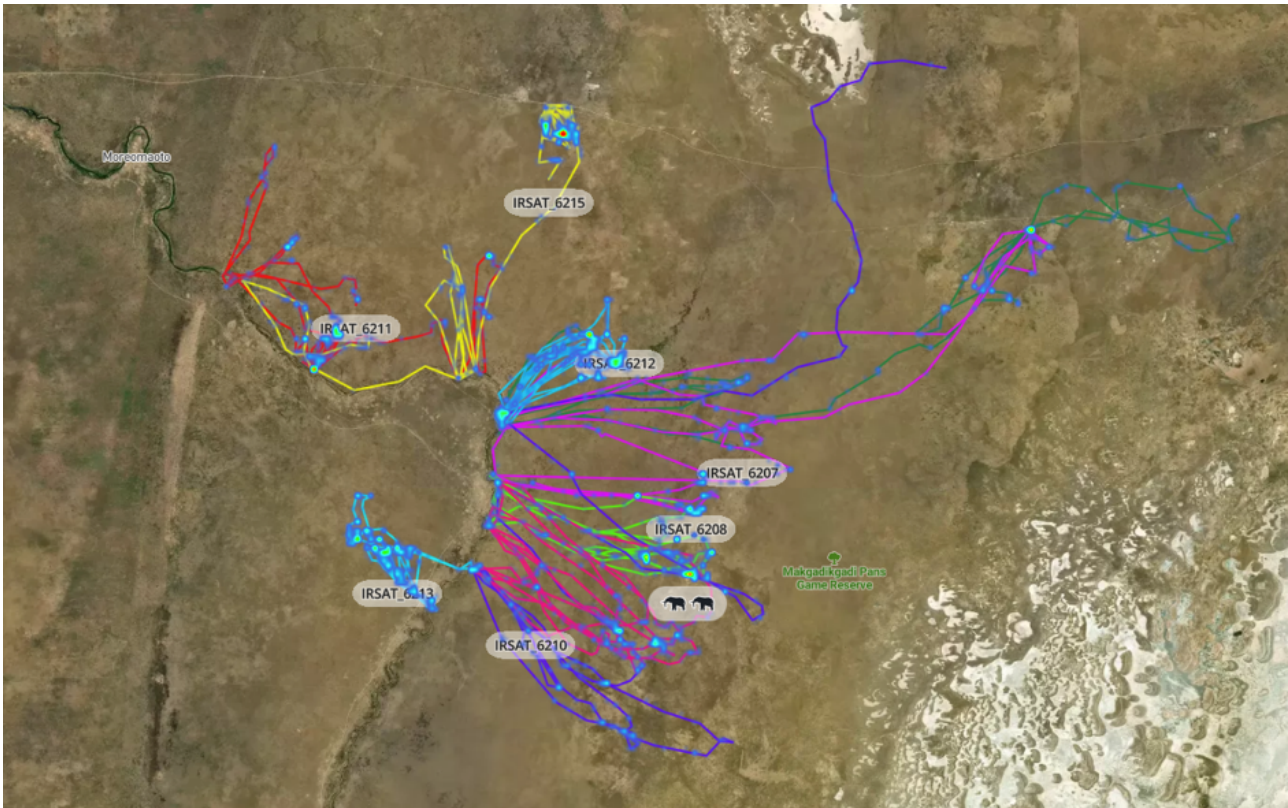 Moreomaoto
IRSAT_6215
IRSAT_6211
IRSAT_6212
IRSAT_6207
IRSAT_6208
Makgadikgadi Pans
Game Reserve
IRSAT_6213
IRSAT_6210